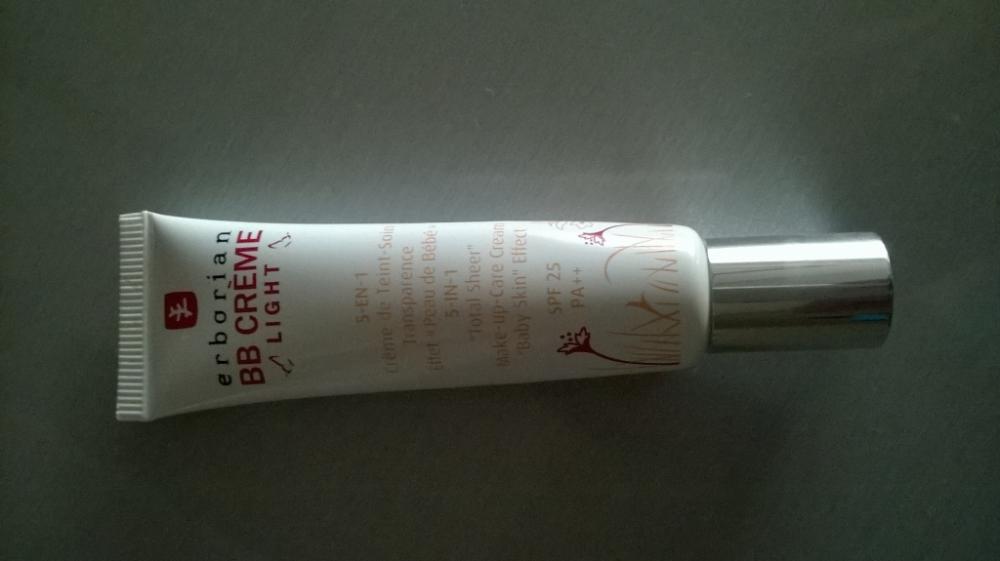 erborian
BB CRÈME
LIGHT
5-EN-1
Crème de Teint-Soin
Transparence
Effet «Peau de Bébé»
5-IN-1
"Total Sheer"
Make-up-Care Cream
"Baby Skin" Effect
SPF 25
PA++